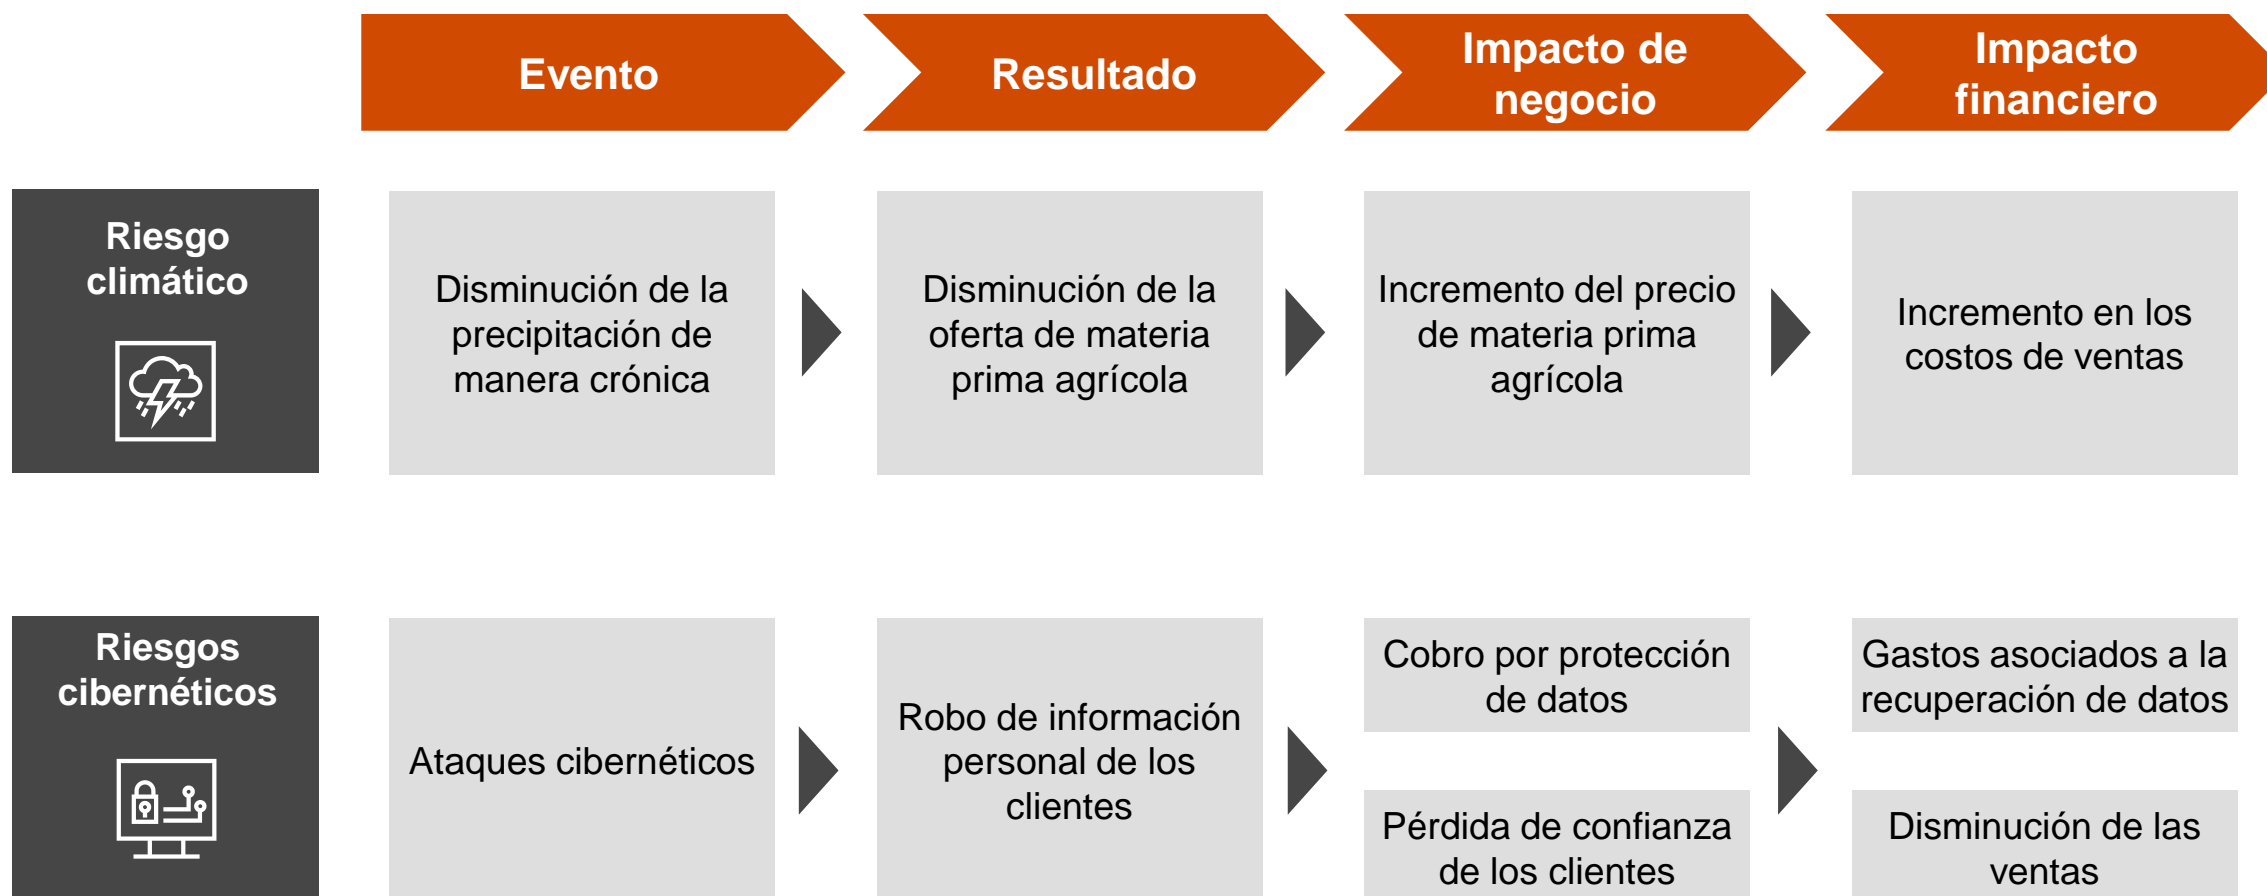 Evento
Resultado
Impacto de
negocio
Impacto
financiero
Riesgo
climático
Disminución de la
precipitación de
manera crónica
Disminución de la
oferta de materia
prima agrícola
Incremento del precio
de materia prima
agrícola
Incremento en los
costos de ventas
Riesgos
cibernéticos
Ataques cibernéticos
Robo de información
personal de los
clientes
Cobro por protección
de datos
Pérdida de confianza
de los clientes
Gastos asociados a la
recuperación de datos
Disminución de las
ventas